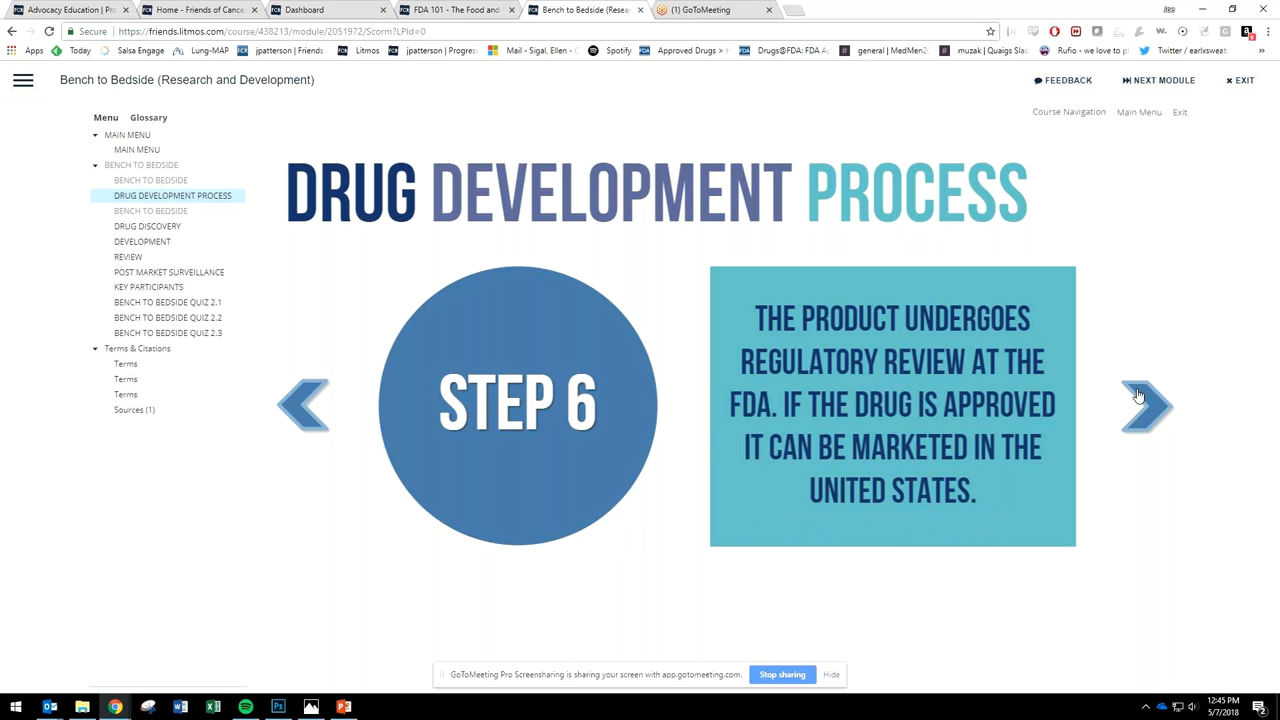 Advocacy Education | Pro
Home - Friends of Cance
Dashboard
FDA 101 - The Food and
Bench to Bedside (Resea
(1) GoToMeeting
Secure
https://friends.litmos.com/course/438213/module/2051972/Scorm?LPId=0
Apps
Today
Salsa Engage
Lung-MAP
jpatterson | Friends
Litmos
jpatterson | Progres
Mail - Sigal, Ellen -
Spotify
Approved Drugs >
Drugs@FDA: FDA A
general | MedMen2
muzak | Quaigs Slac
Rufio - we love to p
Twitter / earlxsweat
Bench to Bedside (Research and Development)
FEEDBACK
NEXT MODULE
EXIT
Course Navigation
Main Menu
Exit
Menu
Glossary
MAIN MENU
MAIN MENU
BENCH TO BEDSIDE
BENCH TO BEDSIDE
DRUG DEVELOPMENT PROCESS
BENCH TO BEDSIDE
DRUG DISCOVERY
DEVELOPMENT
REVIEW
POST MARKET SURVEILLANCE
KEY PARTICIPANTS
BENCH TO BEDSIDE QUIZ 2.1
BENCH TO BEDSIDE QUIZ 2.2
BENCH TO BEDSIDE QUIZ 2.3
Terms & Citations
Terms
Terms
Terms
Sources (1)
DRUG DEVELOPMENT PROCESS
STEP 6
THE PRODUCT UNDERGOES
REGULATORY REVIEW AT THE
FDA. IF THE DRUG IS APPROVED
IT CAN BE MARKETED IN THE
UNITED STATES.
GoToMeeting Pro Screensharing is sharing your screen with app.gotomeeting.com.
Stop sharing
Hide
12:45 PM
5/7/2018